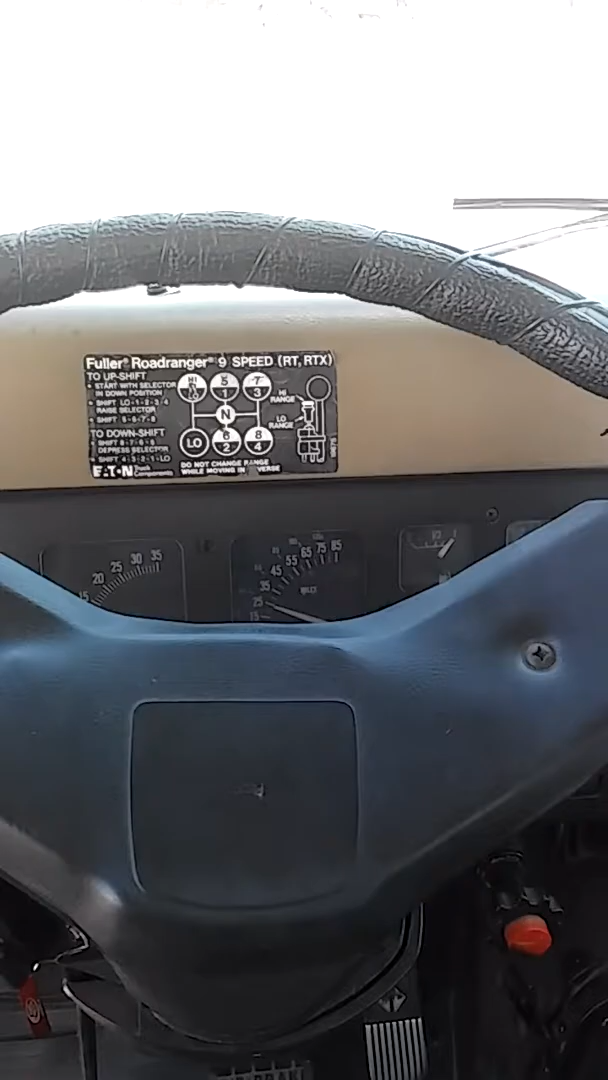 Fuller® Roadranger® 9 SPEED (RT, RTX)
TO UP-SHIFT
• START WITH SELECTOR
IN DOWN POSITION
• SHIFT LO-1-2-3-4
RAISE SELECTOR
• SHIFT 5-6-7-8
TO DOWN-SHIFT
• SHIFT 8-7-6-5
DEPRESS SELECTOR
• SHIFT 4-3-2-1-LO
EATON Truck
Components
HI 5 7
1 3
N
LO 6 8
2 4
HI
RANGE
LO
RANGE
DO NOT CHANGE RANGE
WHILE MOVING IN VERSE
15 20 25 30 35
15 25 35 45 55 65 75 85
MILES